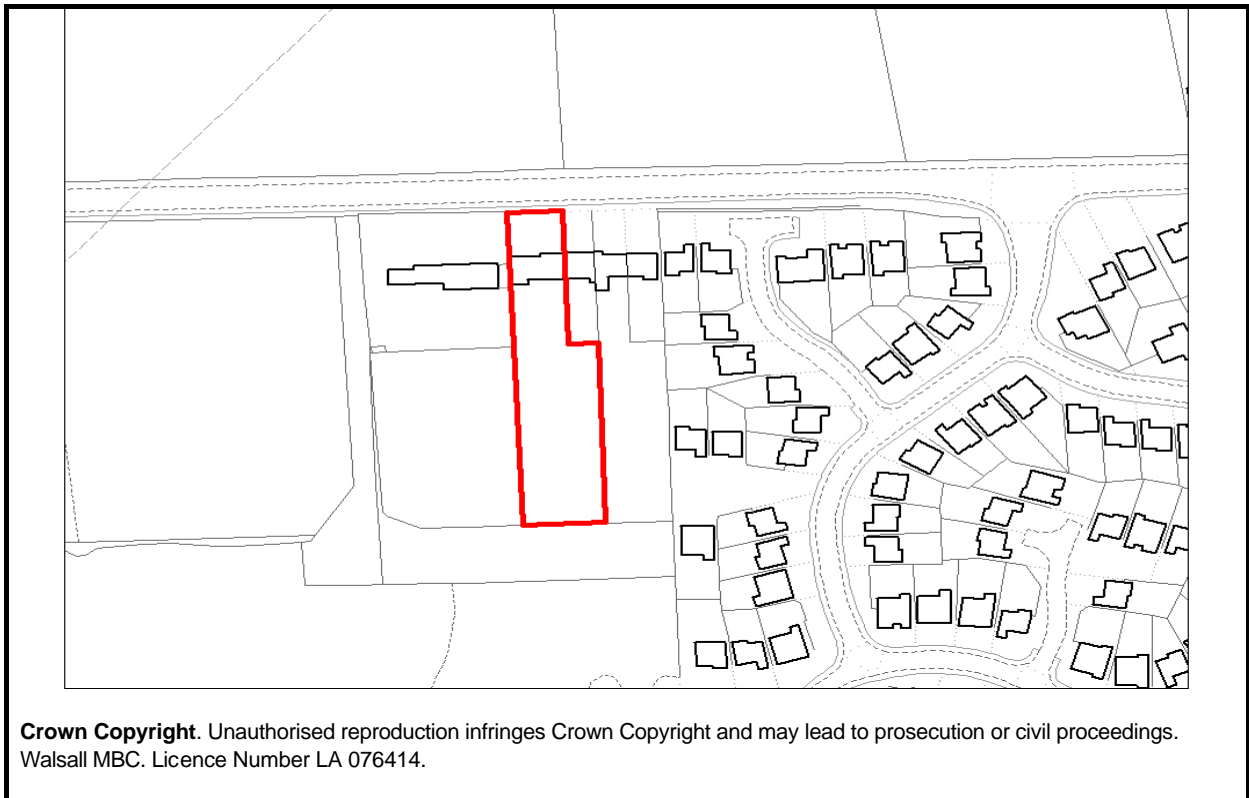 Crown Copyright. Unauthorised reproduction infringes Crown Copyright and may lead to prosecution or civil proceedings.
Walsall MBC. Licence Number LA 076414.